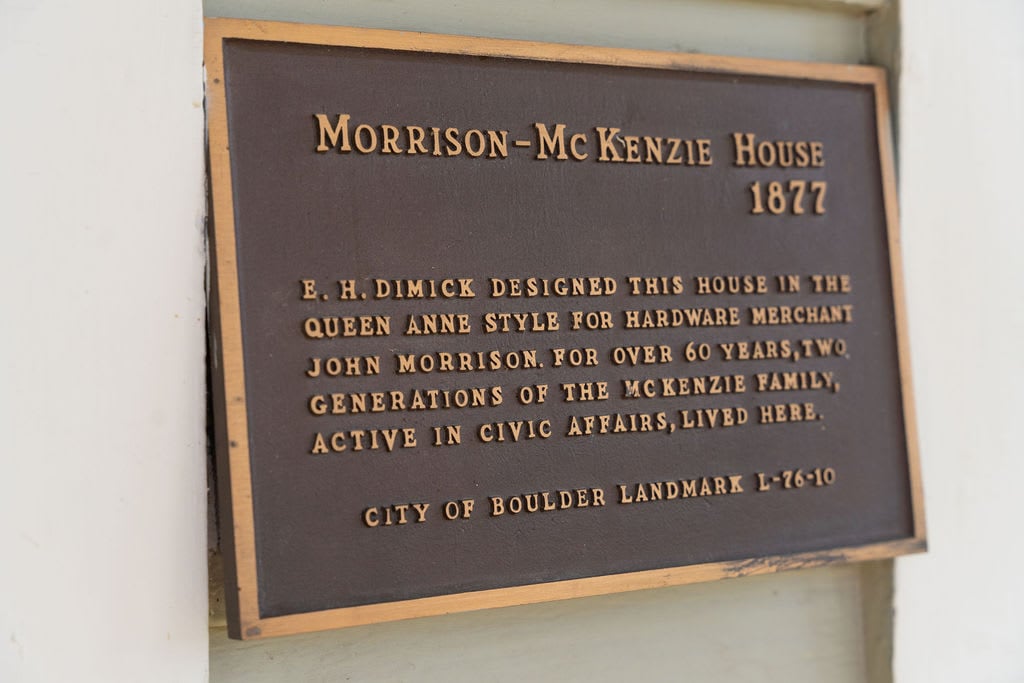 MORRISON-MCKENZIE HOUSE
1877
E. H. DIMICK DESIGNED THIS HOUSE IN THE
QUEEN ANNE STYLE FOR HARDWARE MERCHANT
JOHN MORRISON. FOR OVER 60 YEARS, TWO
GENERATIONS OF THE MCKENZIE FAMILY,
ACTIVE IN CIVIC AFFAIRS, LIVED HERE.
CITY OF BOULDER LANDMARK L-76-10